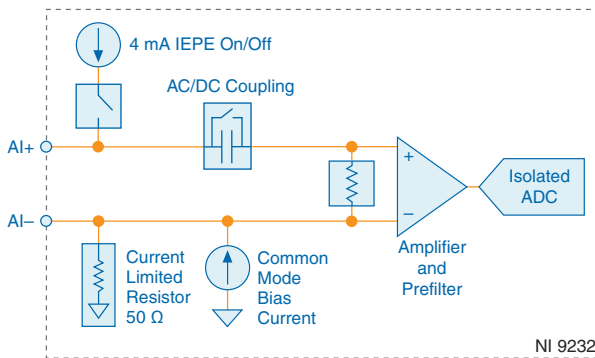 4 mA IEPE On/Off
AC/DC Coupling
AI+
+
Isolated
ADC
AI–
–
Amplifier
and
Prefilter
Current
Limited
Resistor
50 Ω
Common
Mode
Bias
Current
NI 9232